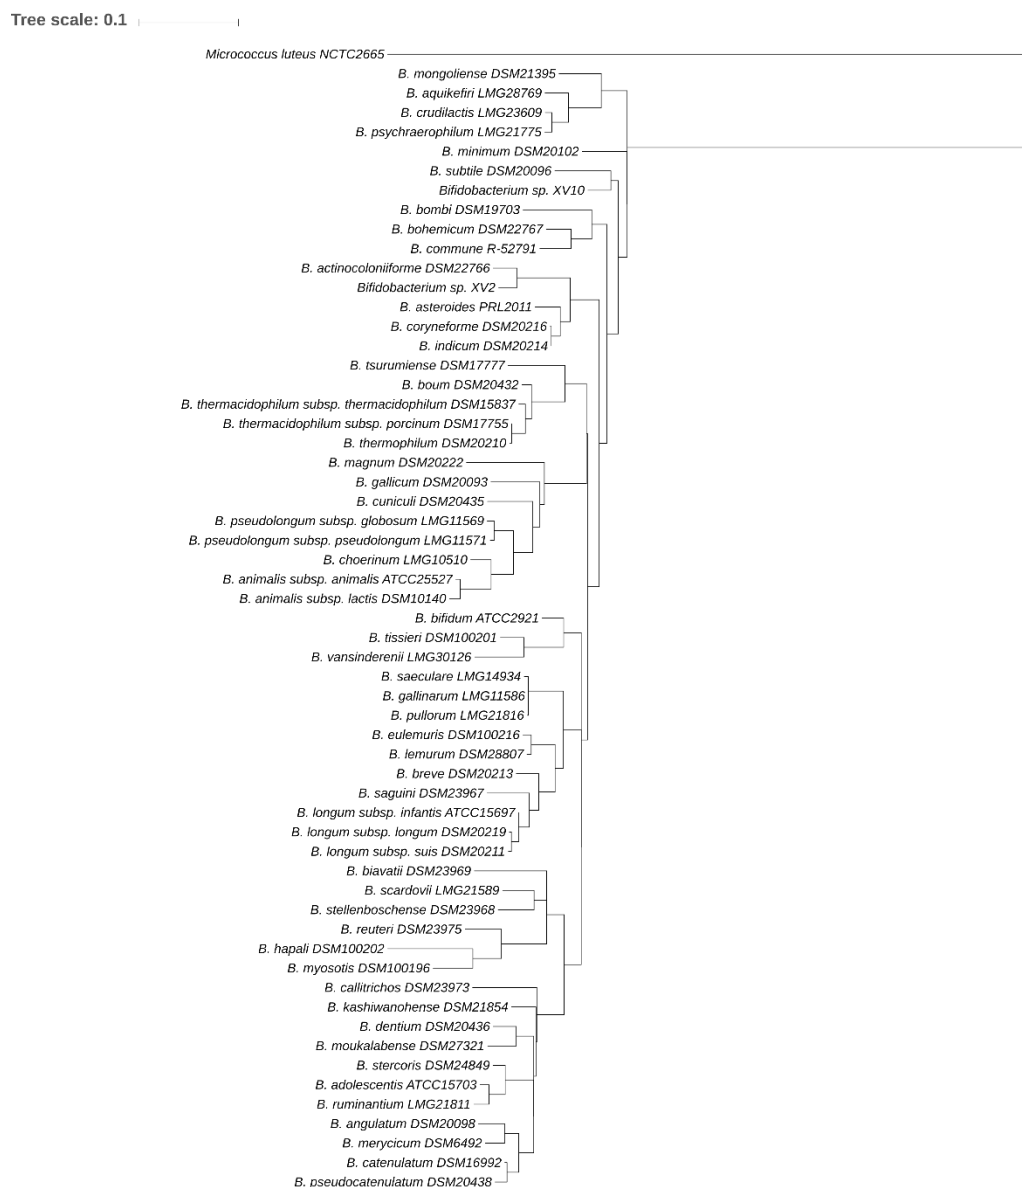 Tree scale: 0.1
Micrococcus luteus NCTC2665
B. mongoliense DSM21395
B. aquikefiri LMG28769
B. crudilactis LMG23609
B. psychraerophilum LMG21775
B. minimum DSM20102
B. subtile DSM20096
Bifidobacterium sp. XV10
B. bombi DSM19703
B. bohemicum DSM22767
B. commune R-52791
B. actinocoloniiforme DSM22766
Bifidobacterium sp. XV2
B. asteroides PRL2011
B. coryneforme DSM20216
B. indicum DSM20214
B. tsurumiense DSM17777
B. boum DSM20432
B. thermacidophilum subsp. thermacidophilum DSM15837
B. thermacidophilum subsp. porcinum DSM17755
B. thermophilum DSM20210
B. magnum DSM20222
B. gallicum DSM20093
B. cuniculi DSM20435
B. pseudolongum subsp. globosum LMG11569
B. pseudolongum subsp. pseudolongum LMG11571
B. choerinum LMG10510
B. animalis subsp. animalis ATCC25527
B. animalis subsp. lactis DSM10140
B. bifidum ATCC2921
B. tissieri DSM100201
B. vansinderenii LMG30126
B. saeculare LMG14934
B. gallinarum LMG11586
B. pullorum LMG21816
B. eulemuris DSM100216
B. lemurum DSM28807
B. breve DSM20213
B. saguini DSM23967
B. longum subsp. infantis ATCC15697
B. longum subsp. longum DSM20219
B. longum subsp. suis DSM20211
B. biavatii DSM23969
B. scardovii LMG21589
B. stellenboschense DSM23968
B. reuteri DSM23975
B. hapali DSM100202
B. myosotis DSM100196
B. callitrichos DSM23973
B. kashiwanohense DSM21854
B. dentium DSM20436
B. moukalabense DSM27321
B. stercoris DSM24849
B. adolescentis ATCC15703
B. ruminantium LMG21811
B. angulatum DSM20098
B. merycicum DSM6492
B. catenulatum DSM16992
B. pseudocatenulatum DSM20438